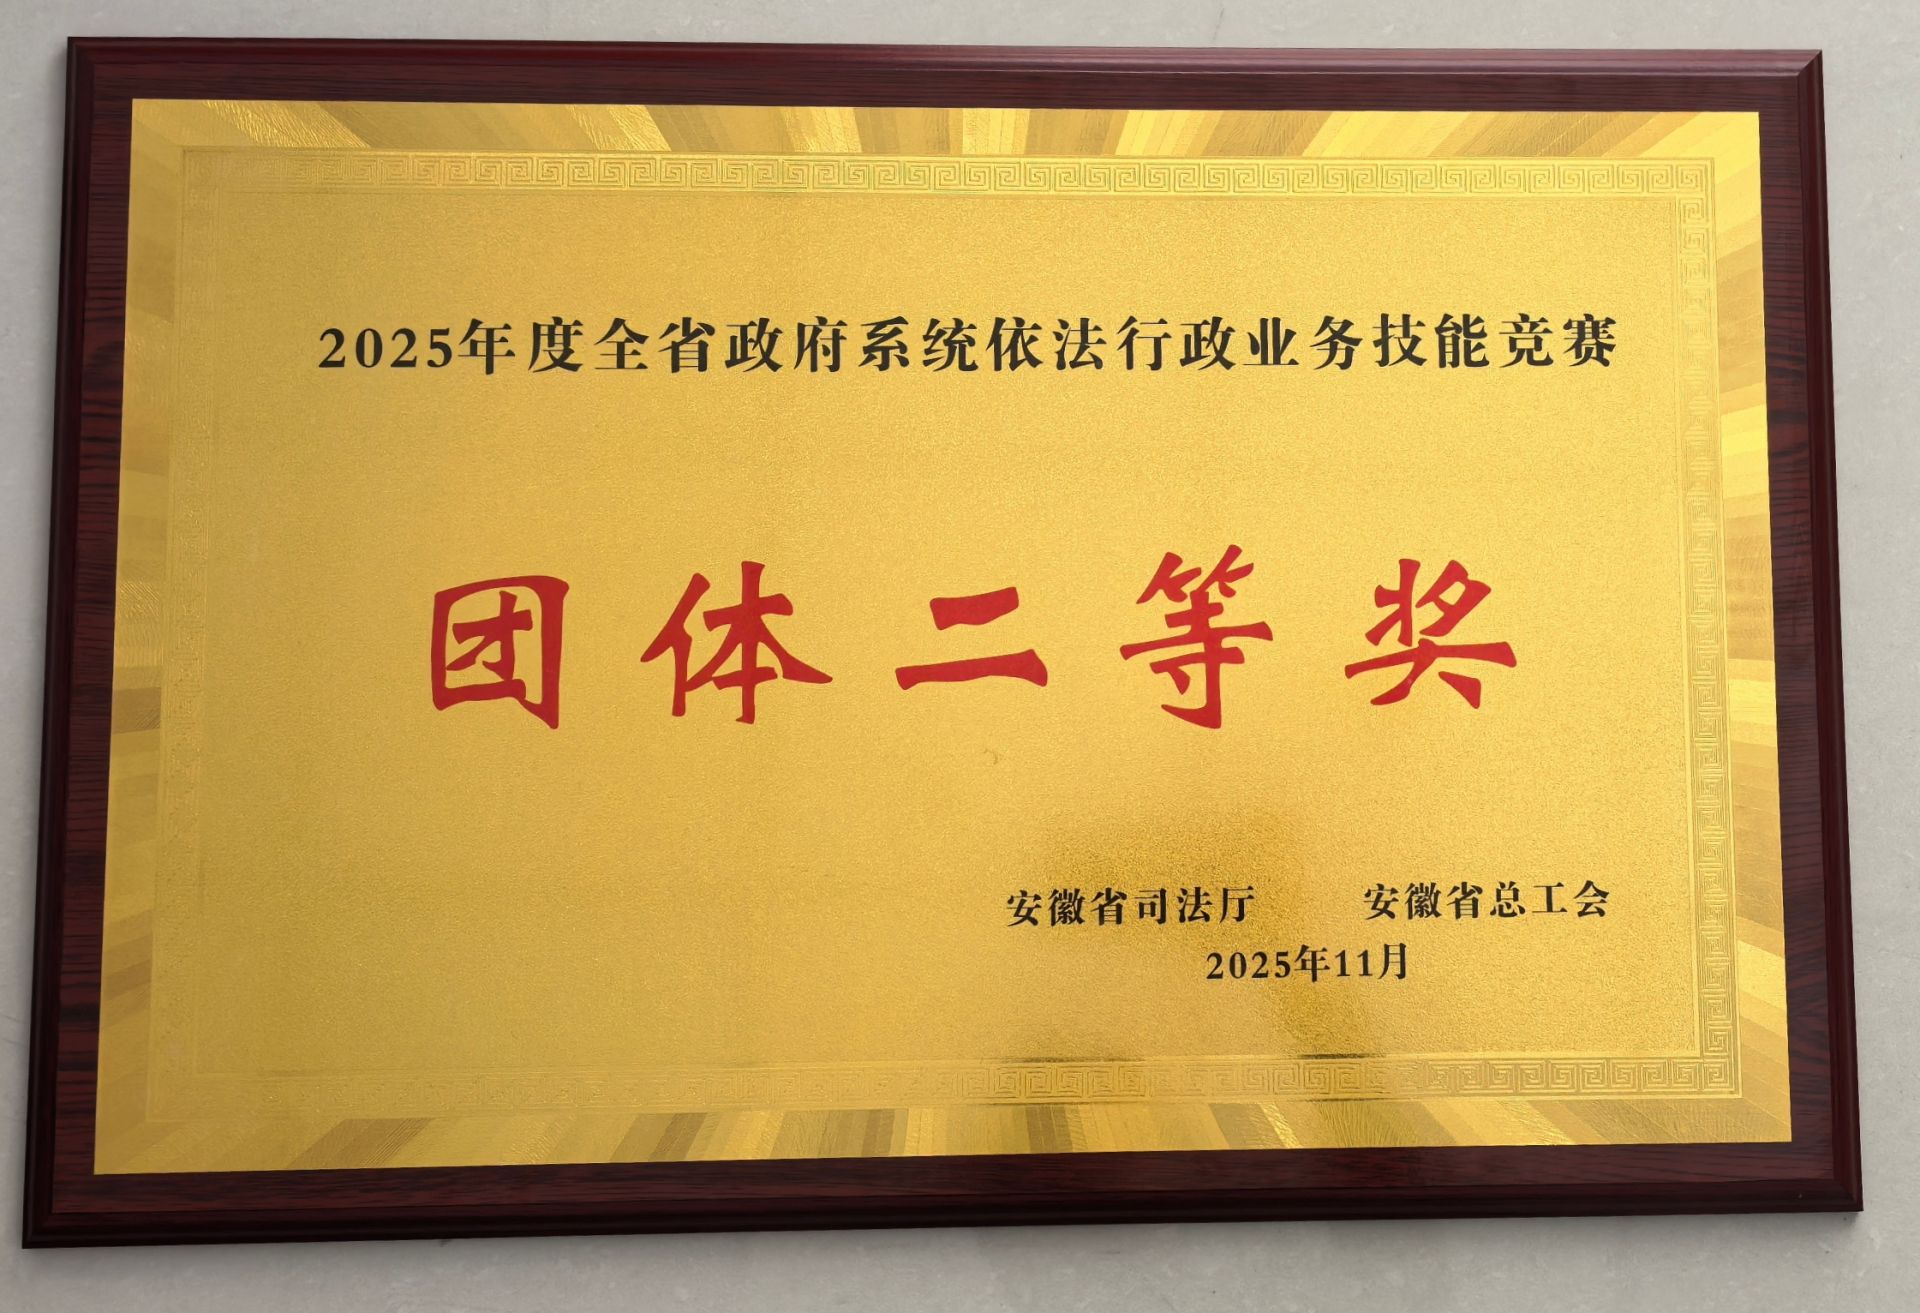 2025年度全省政府系统依法行政业务技能竞赛
团体二等奖
安徽省司法厅 安徽省总工会
2025年11月